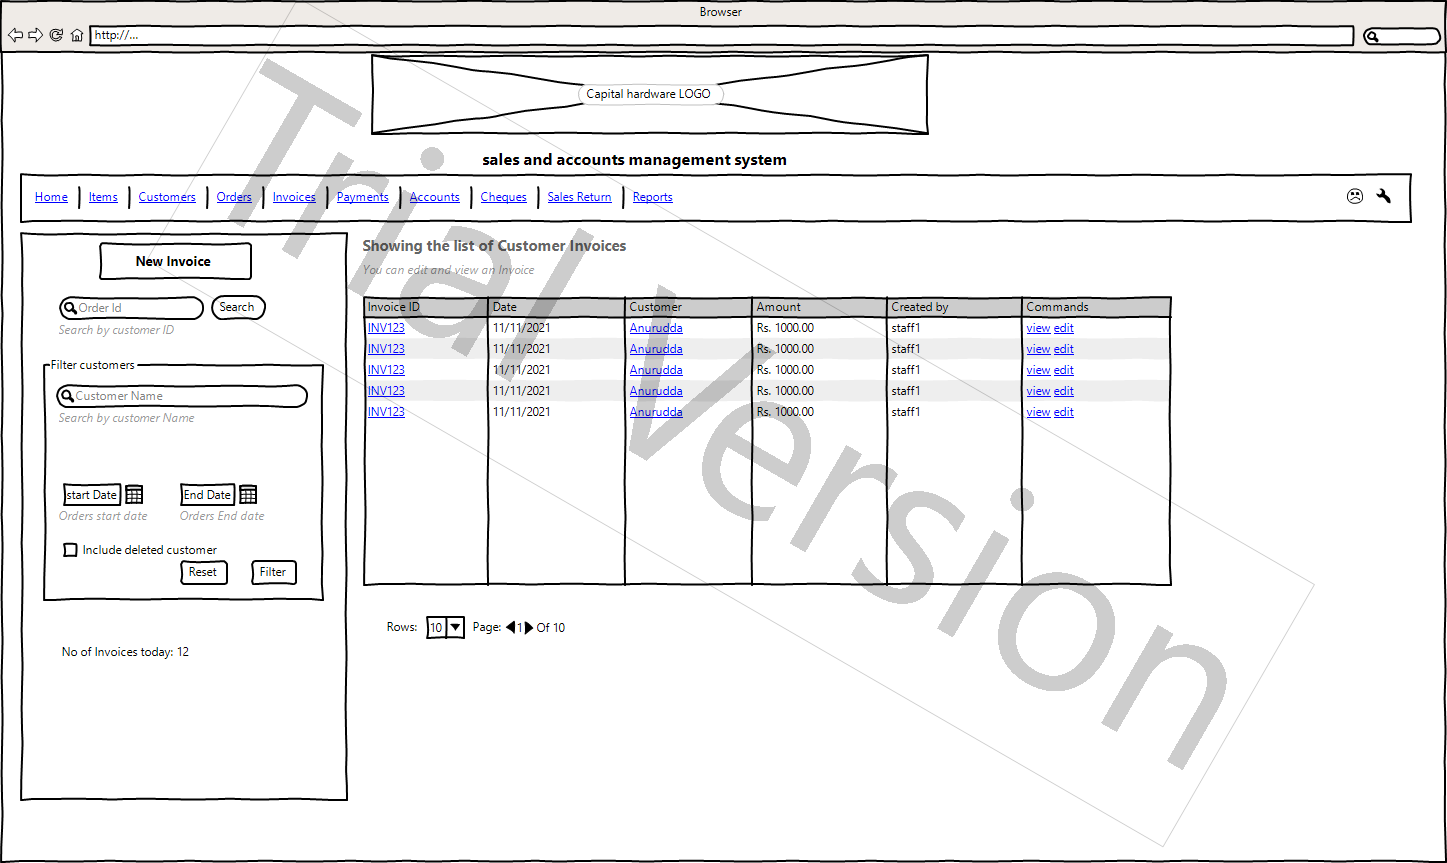 Browser
http://...
Capital hardware LOGO
sales and accounts management system
Home Items Customers Orders Invoices Payments Accounts Cheques Sales Return Reports
New Invoice
Order Id Search
Search by customer ID
Filter customers
Customer Name
Search by customer Name
start Date End Date
Orders start date Orders End date
Include deleted customer
Reset Filter
No of Invoices today: 12
Showing the list of Customer Invoices
You can edit and view an Invoice
Invoice ID Date Customer Amount Created by Commands
INV123 11/11/2021 Anurudda Rs. 1000.00 staff1 view edit
INV123 11/11/2021 Anurudda Rs. 1000.00 staff1 view edit
INV123 11/11/2021 Anurudda Rs. 1000.00 staff1 view edit
INV123 11/11/2021 Anurudda Rs. 1000.00 staff1 view edit
INV123 11/11/2021 Anurudda Rs. 1000.00 staff1 view edit
Rows: 10 Page: 1 Of 10
Trial Version